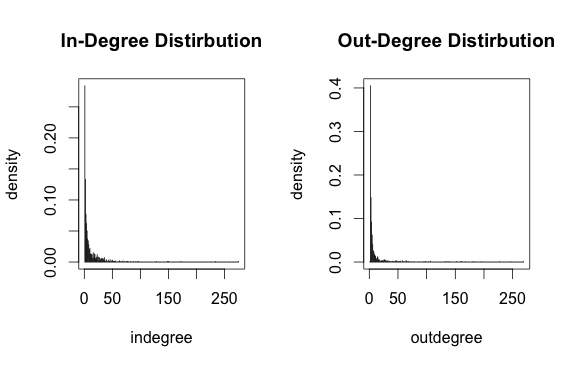 In-Degree Distirbution
density
0.20
0.10
0.00
0 50 150 250
indegree
Out-Degree Distirbution
density
0.4
0.3
0.2
0.1
0.0
0 50 150 250
outdegree